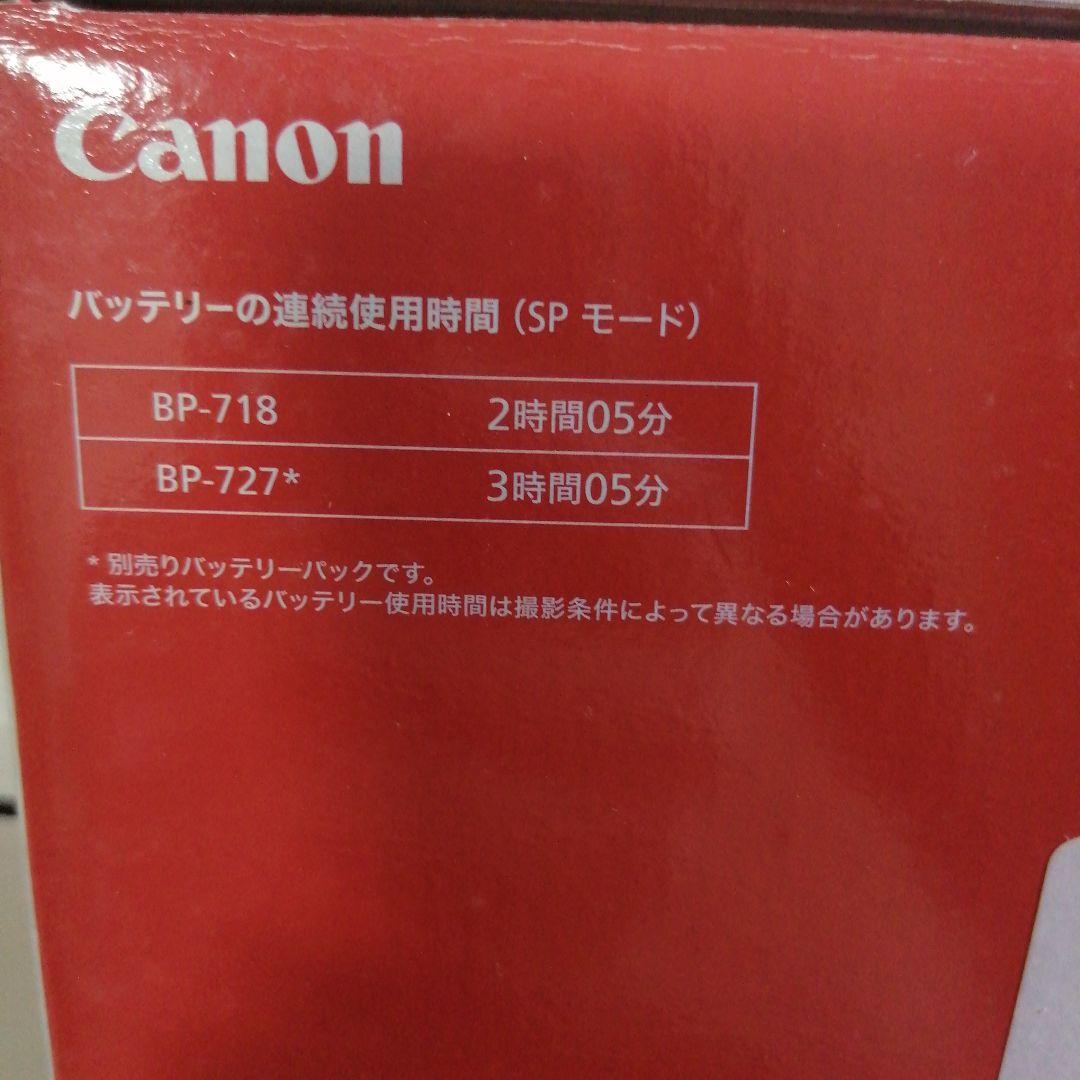 Canon
バッテリーの連続使用時間（SP モード）
BP-718 2時間05分
BP-727* 3時間05分
* 別売りバッテリーパックです。
表示されているバッテリー使用時間は撮影条件によって異なる場合があります。